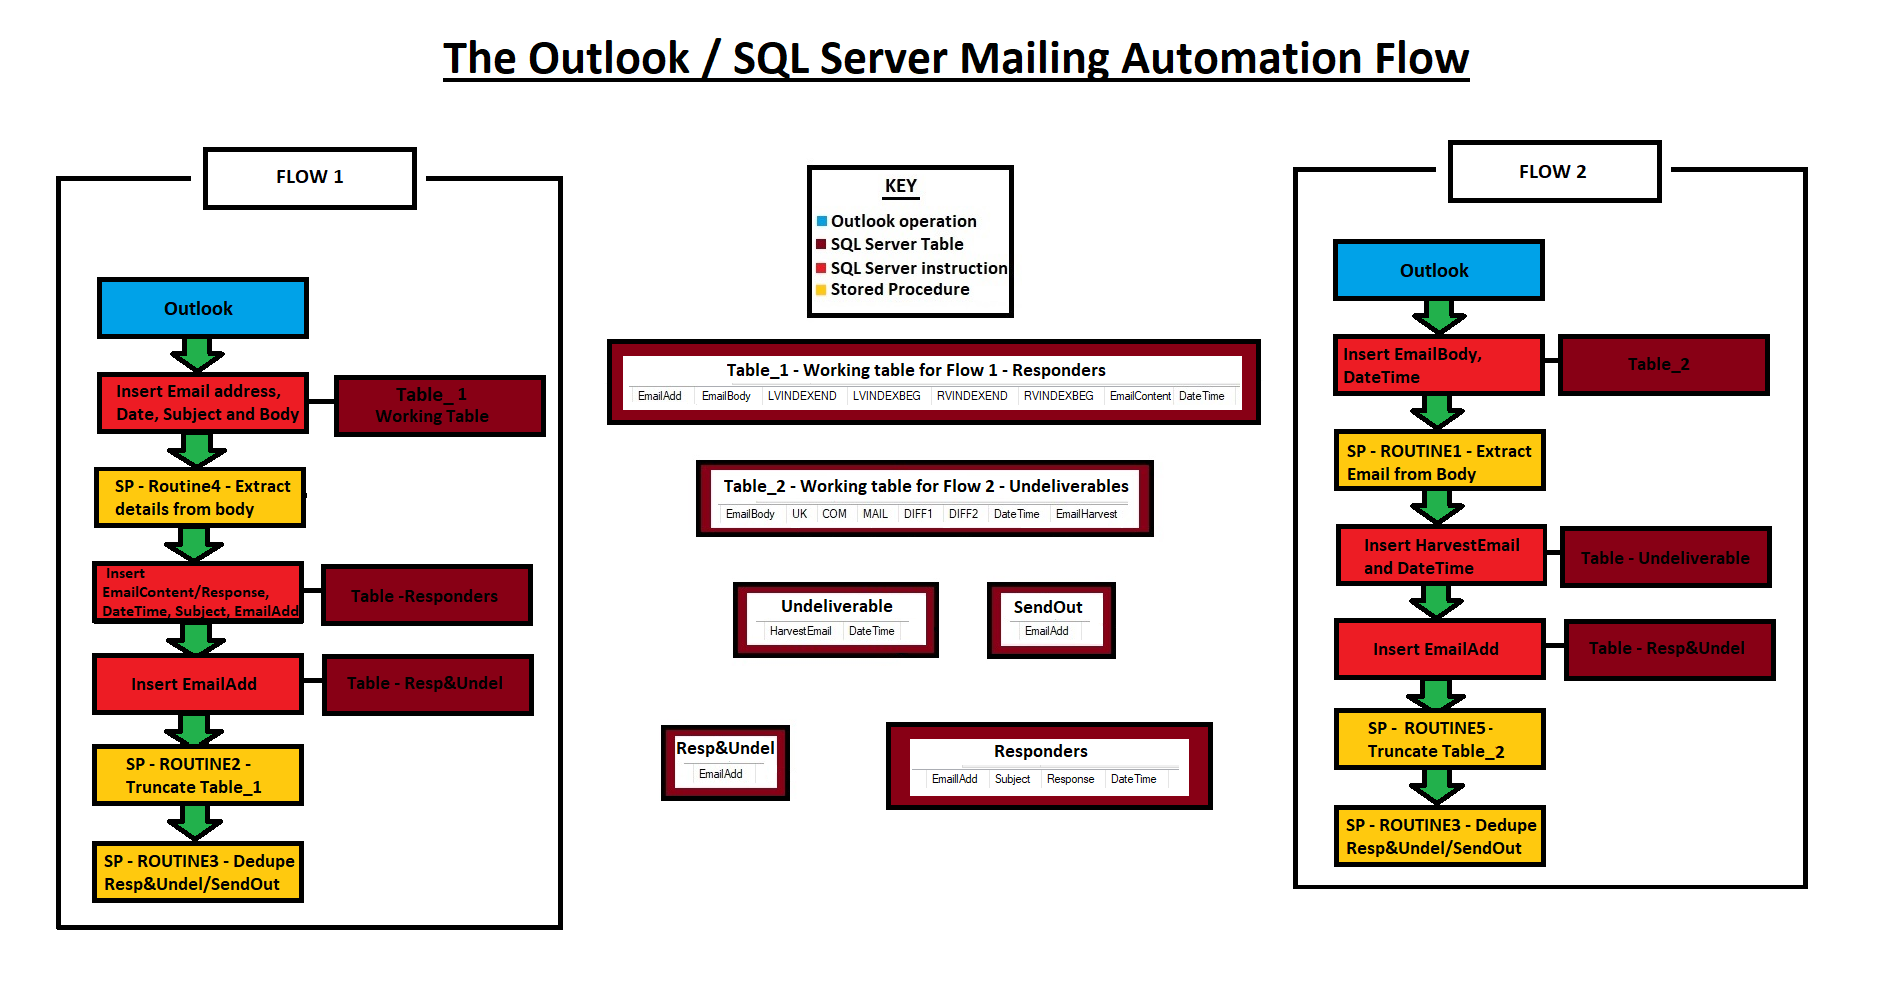 The Outlook / SQL Server Mailing Automation Flow
FLOW 1
Outlook
Insert Email address,
Date, Subject and Body
Table_ 1
Working Table
SP - Routine4 - Extract
details from body
Insert
EmailContent/Response,
DateTime, Subject, EmailAdd
Table -Responders
Insert EmailAdd
Table - Resp&Undel
SP - ROUTINE2 -
Truncate Table_1
SP - ROUTINE3 - Dedupe
Resp&Undel/SendOut
KEY
Outlook operation
SQL Server Table
SQL Server instruction
Stored Procedure
Table_1 - Working table for Flow 1 - Responders
EmailAdd EmailBody LVINDEXEND LVINDEXBEG RVINDEXEND RVINDEXBEG EmailContent DateTime
Table_2 - Working table for Flow 2 - Undeliverables
EmailBody UK COM MAIL DIFF1 DIFF2 DateTime EmailHarvest
Undeliverable
HarvestEmail DateTime
SendOut
EmailAdd
Resp&Undel
EmailAdd
Responders
EmaillAdd Subject Response DateTime
FLOW 2
Outlook
Insert EmailBody,
DateTime
Table_2
SP - ROUTINE1 - Extract
Email from Body
Insert HarvestEmail
and DateTime
Table - Undeliverable
Insert EmailAdd
Table - Resp&Undel
SP -  ROUTINE5 -
Truncate Table_2
SP - ROUTINE3 - Dedupe
Resp&Undel/SendOut